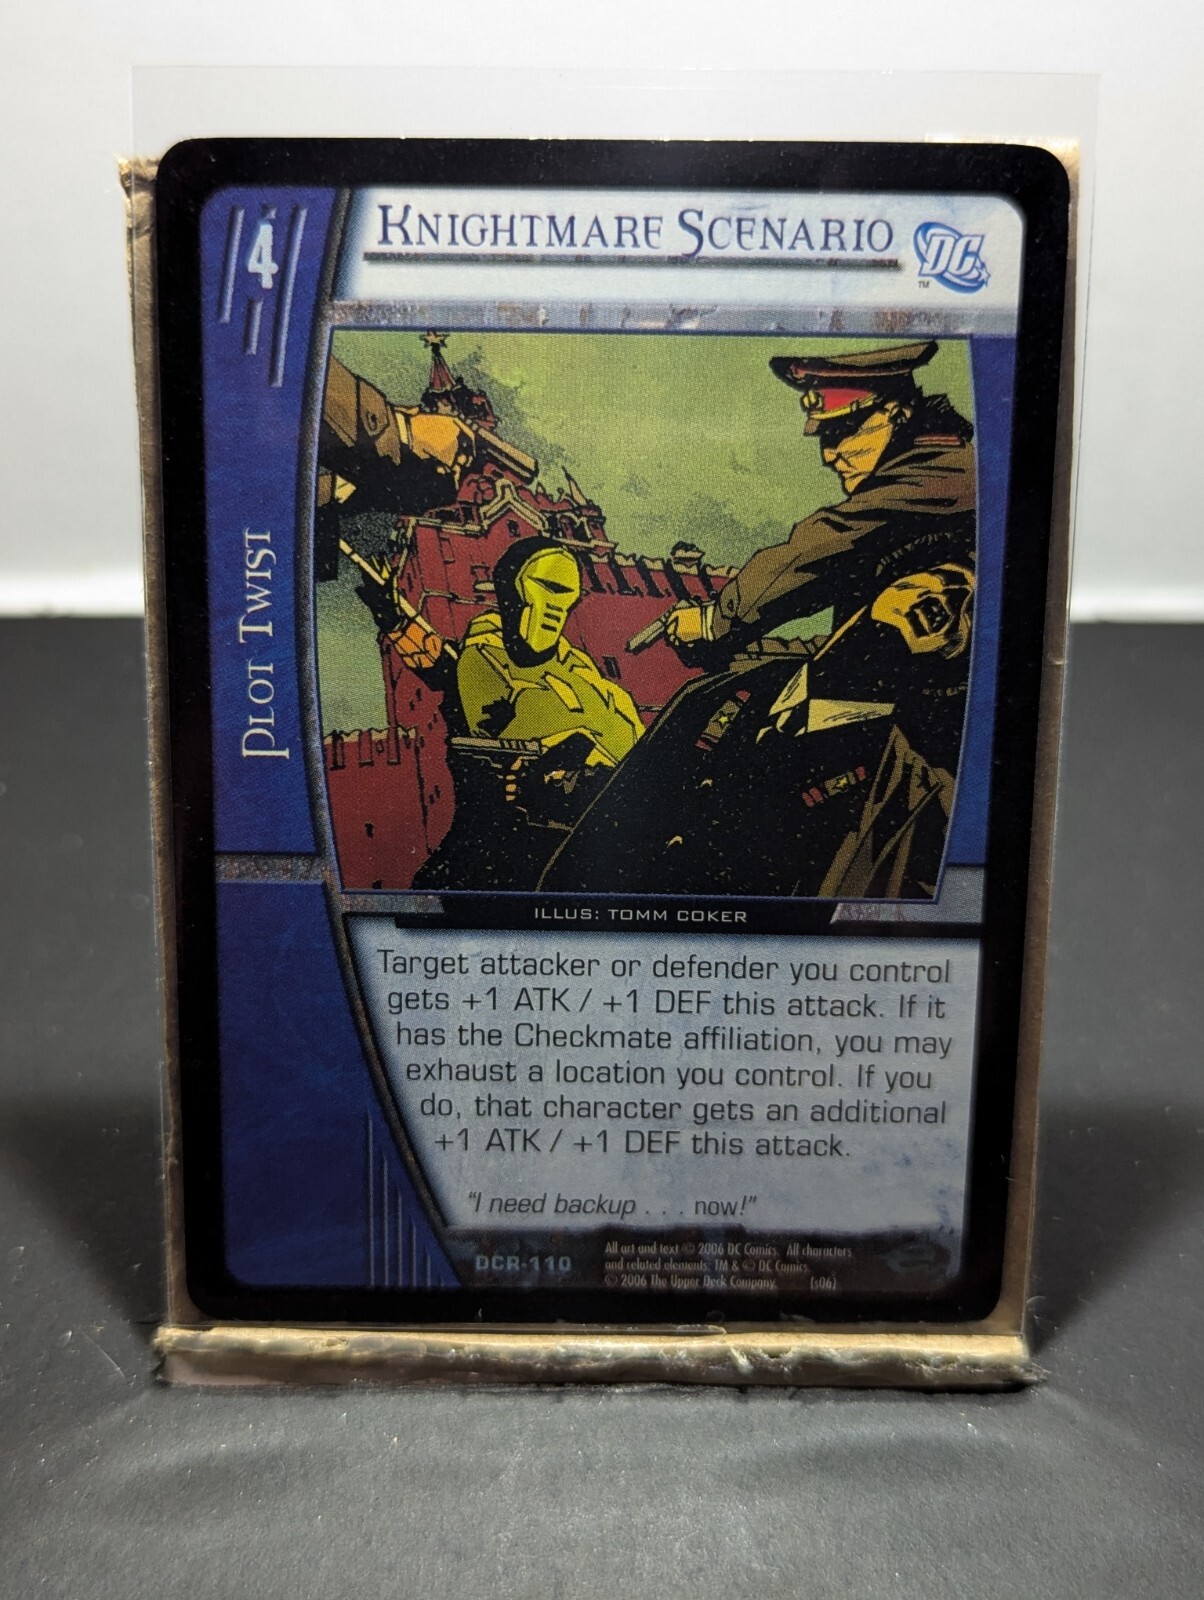 4
KNIGHTMARE SCENARIO
DC
TM
PLOT TWIST
ILLUS: TOMM COKER
Target attacker or defender you control
gets +1 ATK / +1 DEF this attack. If it
has the Checkmate affiliation, you may
exhaust a location you control. If you
do, that character gets an additional
+1 ATK / +1 DEF this attack.
"I need backup . . . now!"
DCR-110
All art and text © 2006 DC Comics. All characters
and related elements: TM & © DC Comics.
© 2006 The Upper Deck Company. (s06)